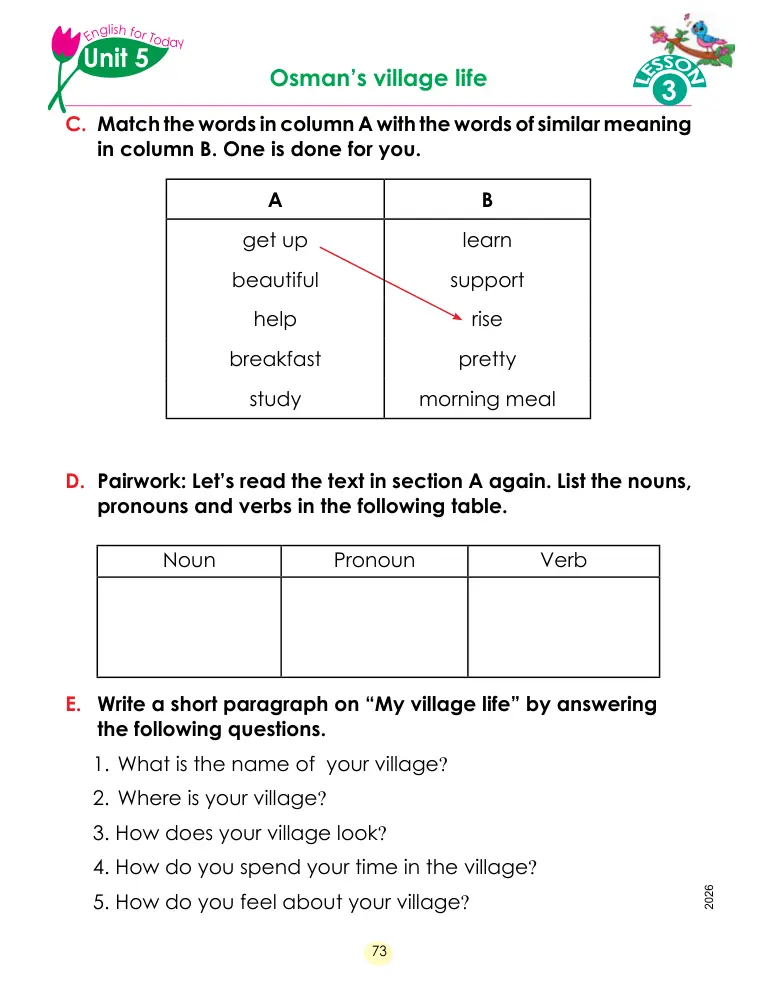 English for Today
Unit 5
Osman’s village life
LESSON
3
C. Match the words in column A with the words of similar meaning
in column B. One is done for you.
A B
get up learn
beautiful support
help rise
breakfast pretty
study morning meal
D. Pairwork: Let’s read the text in section A again. List the nouns,
pronouns and verbs in the following table.
Noun Pronoun Verb
E. Write a short paragraph on “My village life” by answering
the following questions.
1. What is the name of your village?
2. Where is your village?
3. How does your village look?
4. How do you spend your time in the village?
5. How do you feel about your village?
2026
73